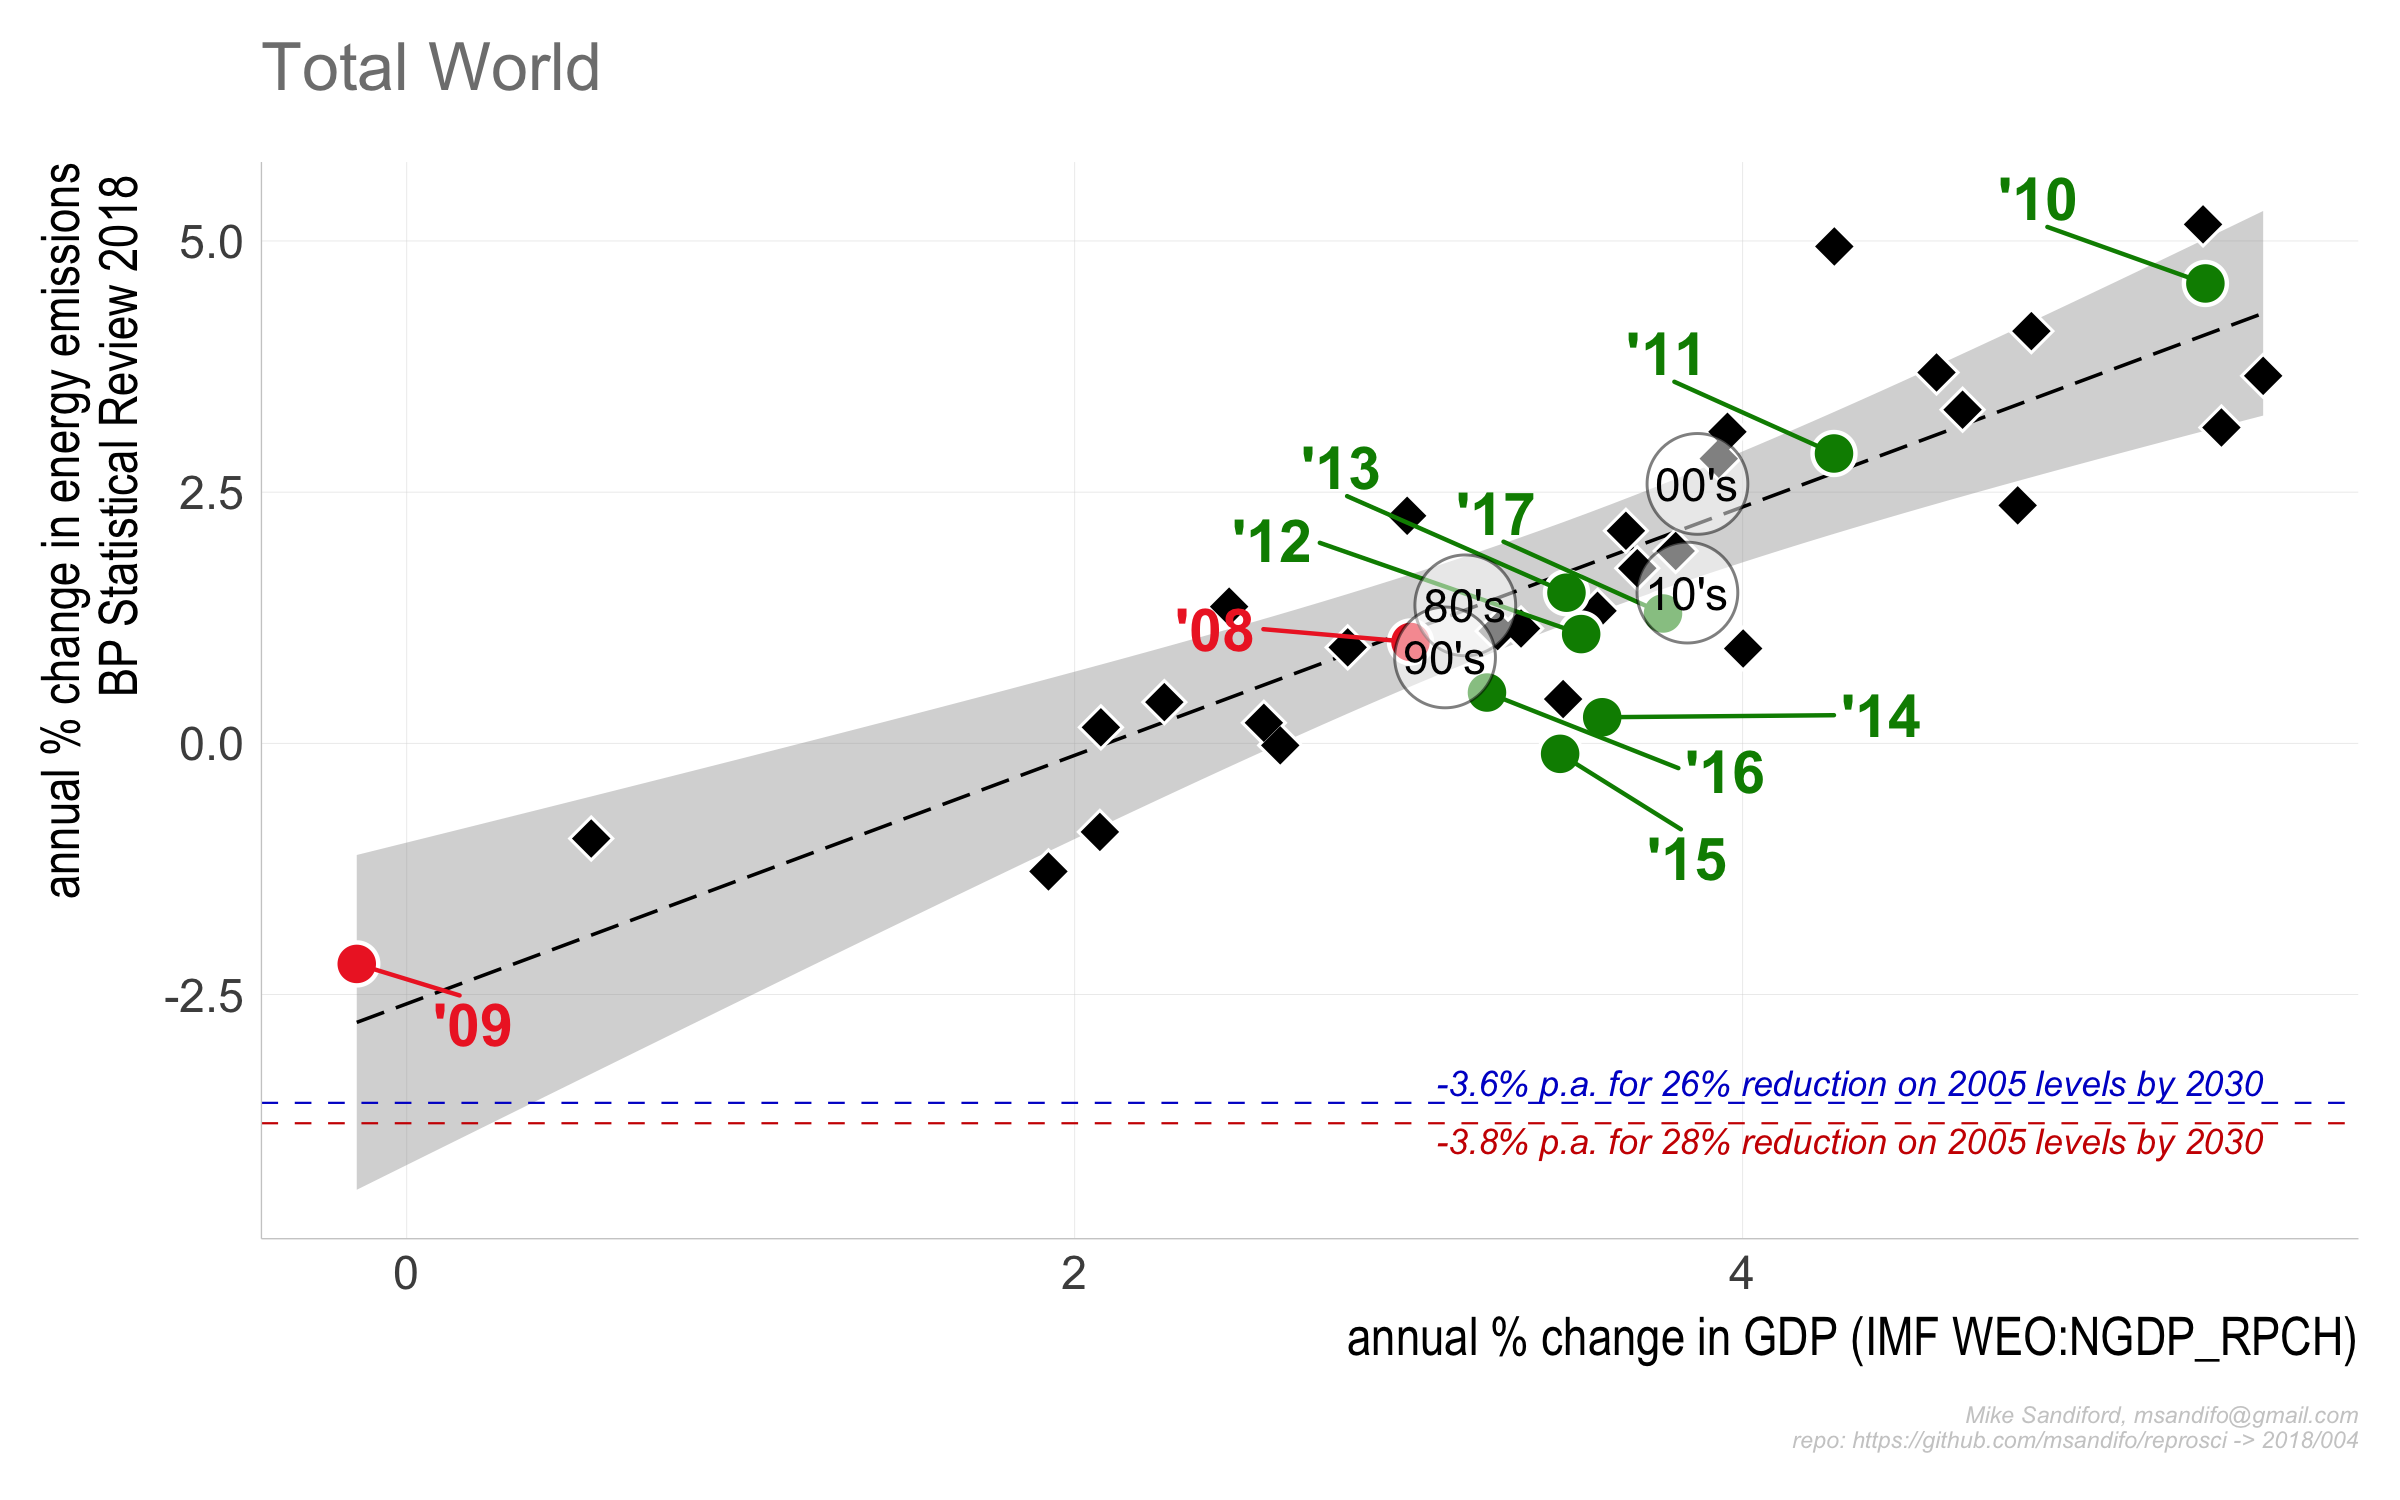 Total World
annual % change in energy emissions
BP Statistical Review 2018
5.0
2.5
0.0
-2.5
'10
'11
'13
'17
'12
'08
00's
10's
80's
90's
'14
'16
'15
'09
-3.6% p.a. for 26% reduction on 2005 levels by 2030
-3.8% p.a. for 28% reduction on 2005 levels by 2030
0
2
4
annual % change in GDP (IMF WEO:NGDP_RPCH)
Mike Sandiford, msandifo@gmail.com
repo: https://github.com/msandifo/reprosci -> 2018/004